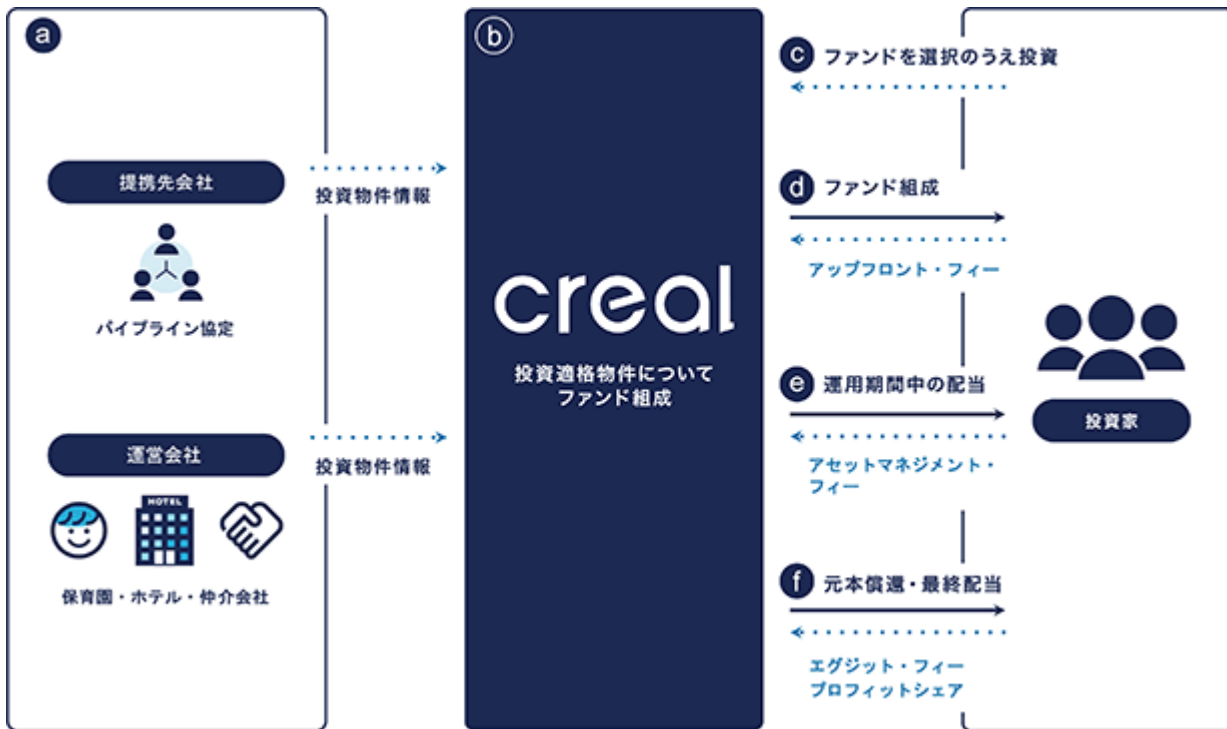 a
提携先会社
パイプライン協定
運営会社
HOTEL
保育園・ホテル・仲介会社
投資物件情報
投資物件情報
b
creal
投資適格物件について
ファンド組成
c ファンドを選択のうえ投資
d ファンド組成
アップフロント・フィー
e 運用期間中の配当
アセットマネジメント・
フィー
f 元本償還・最終配当
エグジット・フィー
プロフィットシェア
投資家